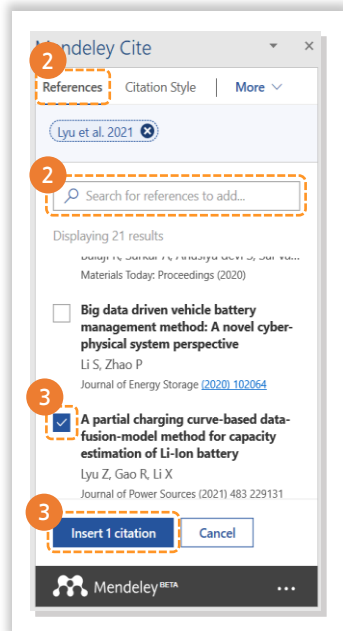 Mendeley Cite
2
References Citation Style More
Lyu et al. 2021
2
Search for references to add...
Displaying 21 results
Materials Today: Proceedings (2020)
Big data driven vehicle battery
management method: A novel cyber-
physical system perspective
Li S, Zhao P
Journal of Energy Storage (2020) 102064
3
A partial charging curve-based data-
fusion-model method for capacity
estimation of Li-Ion battery
Lyu Z, Gao R, Li X
Journal of Power Sources (2021) 483 229131
3
Insert 1 citation Cancel
Mendeley BETA